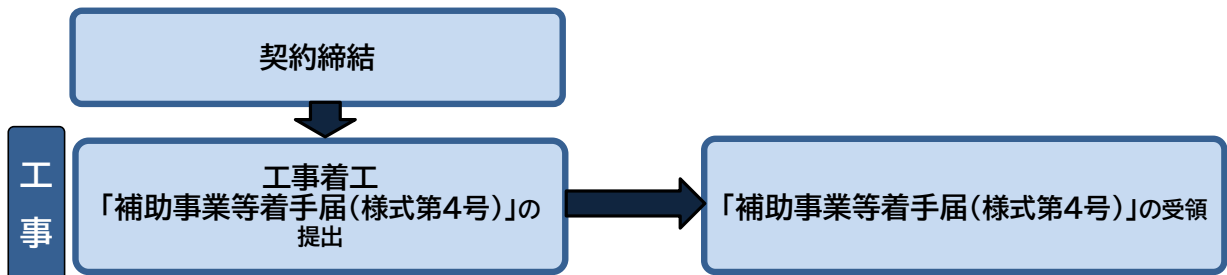 契約締結
工事
工事着工
「補助事業等着手届(様式第4号)」の
提出
「補助事業等着手届(様式第4号)」の受領